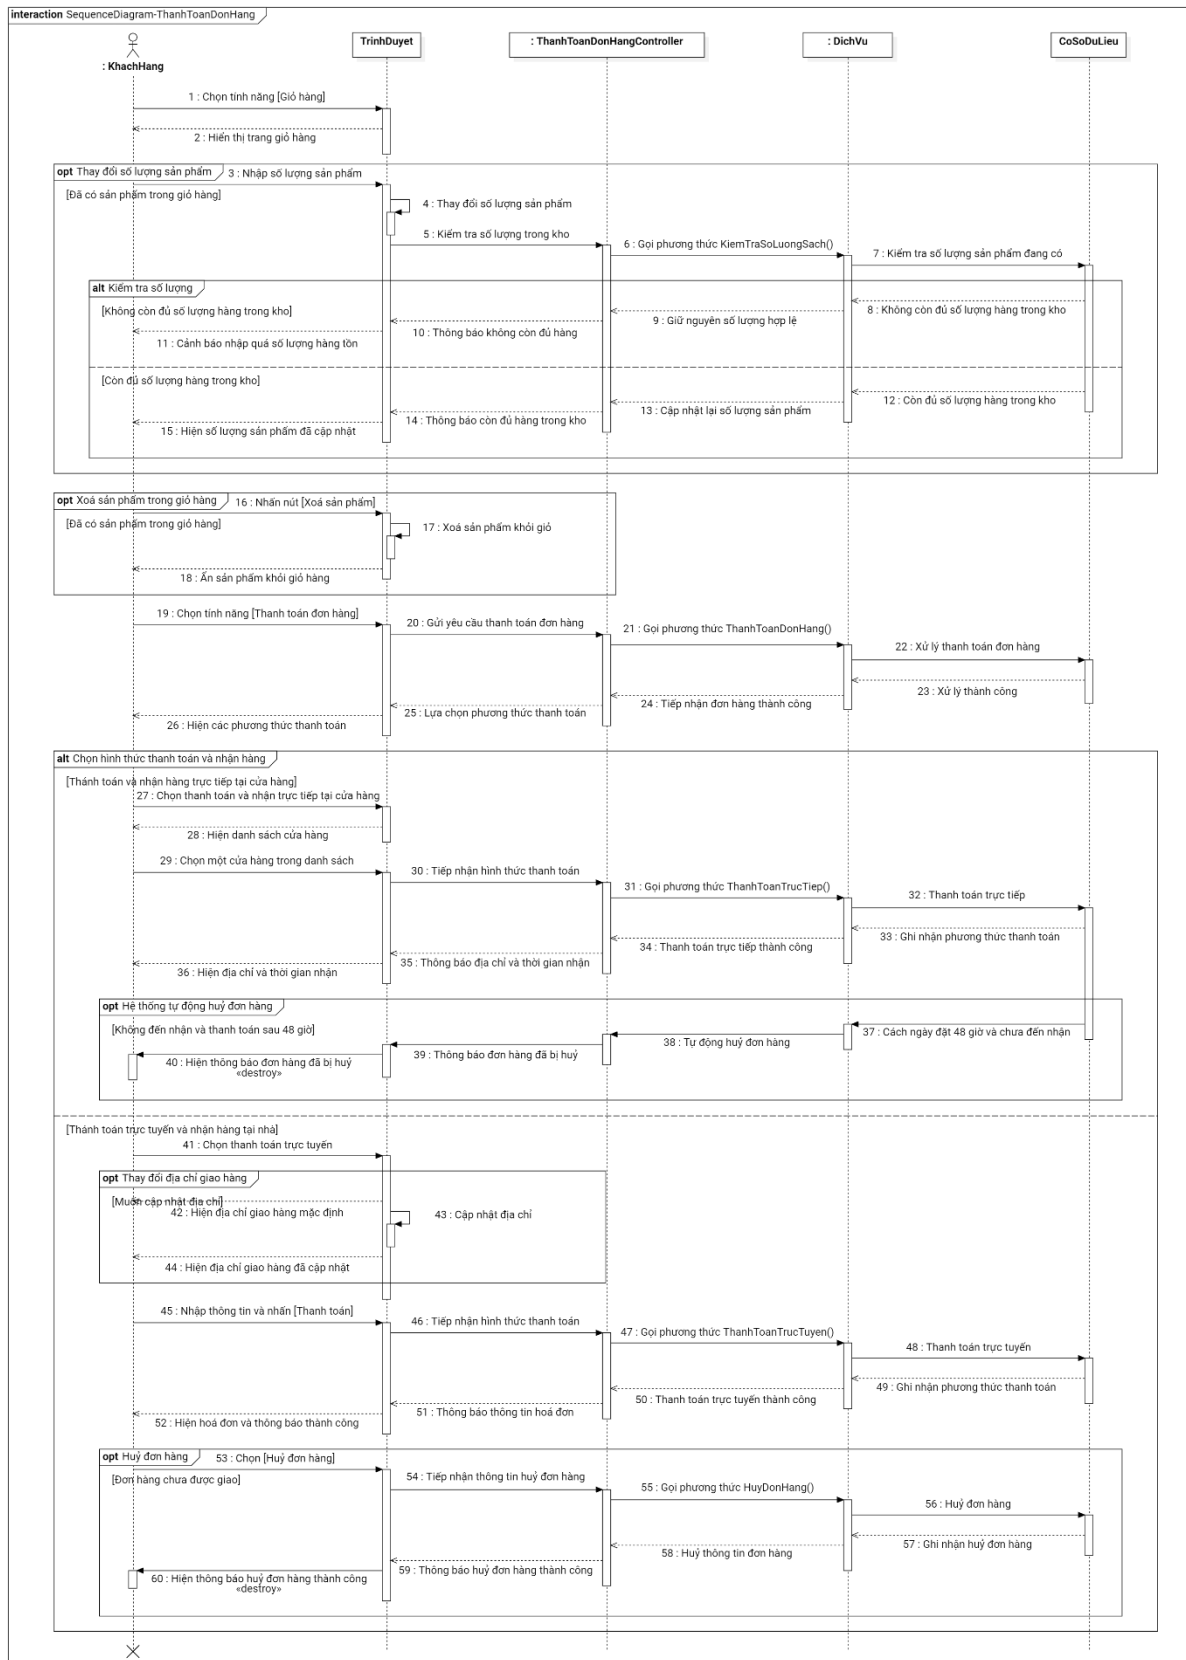 interaction SequenceDiagram-ThanhToanDonHang
: KhachHang
TrinhDuyet
: ThanhToanDonHangController
: DichVu
CoSoDuLieu
1 : Chọn tính năng [Giỏ hàng]
2 : Hiển thị trang giỏ hàng
opt Thay đổi số lượng sản phẩm
3 : Nhập số lượng sản phẩm
[Đã có sản phẩm trong giỏ hàng]
4 : Thay đổi số lượng sản phẩm
5 : Kiểm tra số lượng trong kho
6 : Gọi phương thức KiemTraSoLuongSach()
7 : Kiểm tra số lượng sản phẩm đang có
alt Kiểm tra số lượng
[Không còn đủ số lượng hàng trong kho]
8 : Không còn đủ số lượng hàng trong kho
9 : Giữ nguyên số lượng hợp lệ
10 : Thông báo không còn đủ hàng
11 : Cảnh báo nhập quá số lượng hàng tồn
[Còn đủ số lượng hàng trong kho]
12 : Còn đủ số lượng hàng trong kho
13 : Cập nhật lại số lượng sản phẩm
14 : Thông báo còn đủ hàng trong kho
15 : Hiện số lượng sản phẩm đã cập nhật
opt Xoá sản phẩm trong giỏ hàng
16 : Nhấn nút [Xoá sản phẩm]
[Đã có sản phẩm trong giỏ hàng]
17 : Xoá sản phẩm khỏi giỏ
18 : Ẩn sản phẩm khỏi giỏ hàng
19 : Chọn tính năng [Thanh toán đơn hàng]
20 : Gửi yêu cầu thanh toán đơn hàng
21 : Gọi phương thức ThanhToanDonHang()
22 : Xử lý thanh toán đơn hàng
23 : Xử lý thành công
24 : Tiếp nhận đơn hàng thành công
25 : Lựa chọn phương thức thanh toán
26 : Hiện các phương thức thanh toán
alt Chọn hình thức thanh toán và nhận hàng
[Thánh toán và nhận hàng trực tiếp tại cửa hàng]
27 : Chọn thanh toán và nhận trực tiếp tại cửa hàng
28 : Hiện danh sách cửa hàng
29 : Chọn một cửa hàng trong danh sách
30 : Tiếp nhận hình thức thanh toán
31 : Gọi phương thức ThanhToanTrucTiep()
32 : Thanh toán trực tiếp
33 : Ghi nhận phương thức thanh toán
34 : Thanh toán trực tiếp thành công
35 : Thông báo địa chỉ và thời gian nhận
36 : Hiện địa chỉ và thời gian nhận
opt Hệ thống tự động huỷ đơn hàng
[Không đến nhận và thanh toán sau 48 giờ]
37 : Cách ngày đặt 48 giờ và chưa đến nhận
38 : Tự động huỷ đơn hàng
39 : Thông báo đơn hàng đã bị huỷ
40 : Hiện thông báo đơn hàng đã bị huỷ
«destroy»
[Thánh toán trực tuyến và nhận hàng tại nhà]
41 : Chọn thanh toán trực tuyến
opt Thay đổi địa chỉ giao hàng
[Muốn cập nhật địa chỉ]
42 : Hiện địa chỉ giao hàng mặc định
43 : Cập nhật địa chỉ
44 : Hiện địa chỉ giao hàng đã cập nhật
45 : Nhập thông tin và nhấn [Thanh toán]
46 : Tiếp nhận hình thức thanh toán
47 : Gọi phương thức ThanhToanTrucTuyen()
48 : Thanh toán trực tuyến
49 : Ghi nhận phương thức thanh toán
50 : Thanh toán trực tuyến thành công
51 : Thông báo thông tin hoá đơn
52 : Hiện hoá đơn và thông báo thành công
opt Huỷ đơn hàng
53 : Chọn [Huỷ đơn hàng]
[Đơn hàng chưa được giao]
54 : Tiếp nhận thông tin huỷ đơn hàng
55 : Gọi phương thức HuyDonHang()
56 : Huỷ đơn hàng
57 : Ghi nhận huỷ đơn hàng
58 : Huỷ thông tin đơn hàng
59 : Thông báo huỷ đơn hàng thành công
60 : Hiện thông báo huỷ đơn hàng thành công
«destroy»